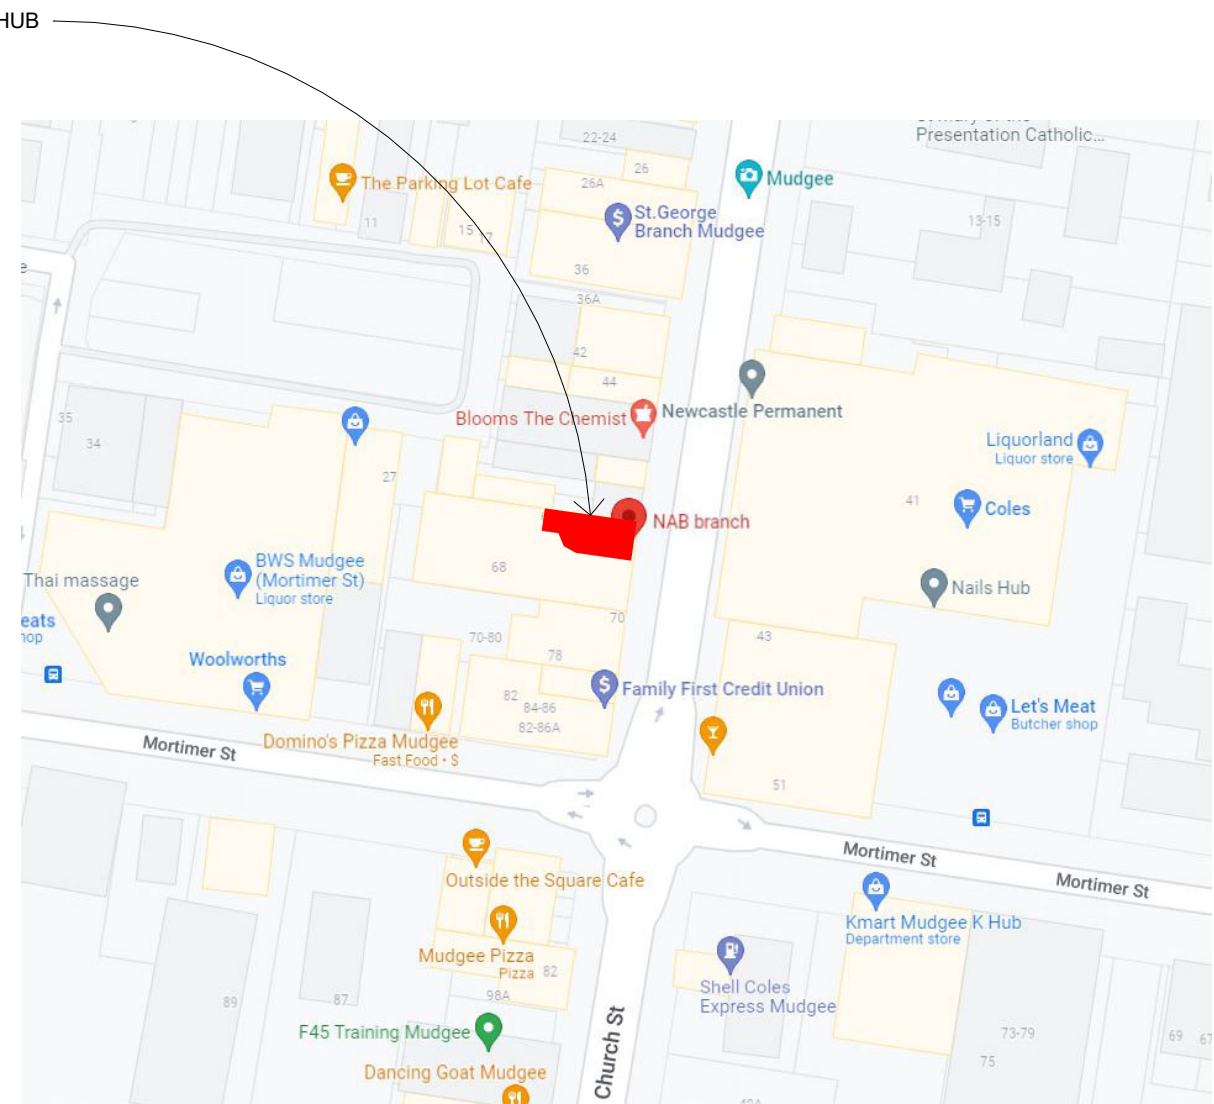 HUB
Presentation Catholic...
22-24
26
26A
The Parking Lot Cafe
Mudgee
St.George
Branch Mudgee
11
15
17
13-15
36
36A
42
44
Blooms The Chemist
Newcastle Permanent
35
34
27
Liquorland
Liquor store
41
Coles
NAB branch
68
BWS Mudgee
(Mortimer St)
Liquor store
Thai massage
Nails Hub
eats
hop
70
70-80
78
43
Woolworths
Family First Credit Union
82
84-86
82-86A
Let's Meat
Butcher shop
Mortimer St
Domino's Pizza Mudgee
Fast Food • $
51
Mortimer St
Mortimer St
Outside the Square Cafe
Kmart Mudgee K Hub
Department store
Mudgee Pizza
Pizza
82
98A
Shell Coles
Express Mudgee
89
87
F45 Training Mudgee
Church St
73-79
75
69
67
Dancing Goat Mudgee